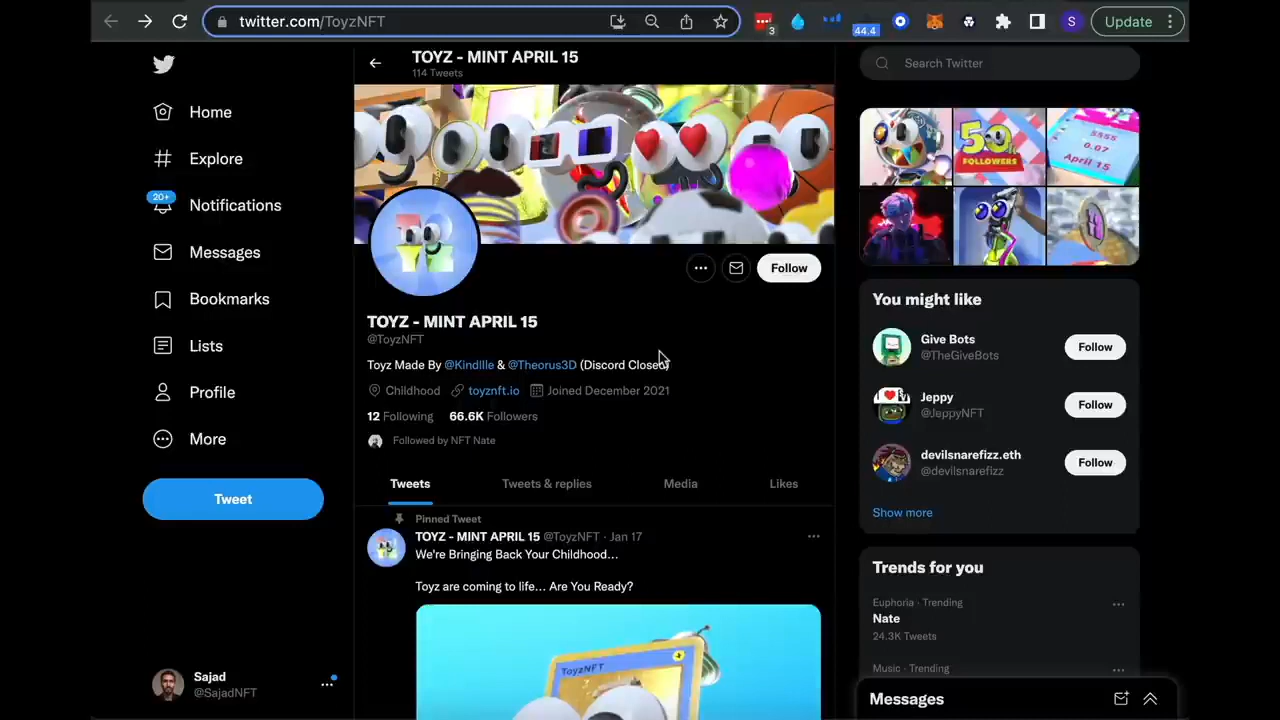 twitter.com/ToyzNFT
3
44.4
S
Update
TOYZ - MINT APRIL 15
114 Tweets
Search Twitter
Home
Explore
20+
Notifications
Messages
Bookmarks
Lists
Profile
More
Tweet
Sajad
@SajadNFT
Follow
TOYZ - MINT APRIL 15
@ToyzNFT
Toyz Made By @Kindllle & @Theorus3D (Discord Closed)
Childhood toyznft.io Joined December 2021
12 Following 66.6K Followers
Followed by NFT Nate
Tweets Tweets & replies Media Likes
Pinned Tweet
TOYZ - MINT APRIL 15 @ToyzNFT · Jan 17
We're Bringing Back Your Childhood...
Toyz are coming to life... Are You Ready?
ToyzNFT
50K
FOLLOWERS
5555
0.07
April 15
You might like
Give Bots
@TheGiveBots
Follow
Jeppy
@JeppyNFT
Follow
devilsnarefizz.eth
@devilsnarefizz
Follow
Show more
Trends for you
Euphoria · Trending
Nate
24.3K Tweets
Music · Trending
Messages